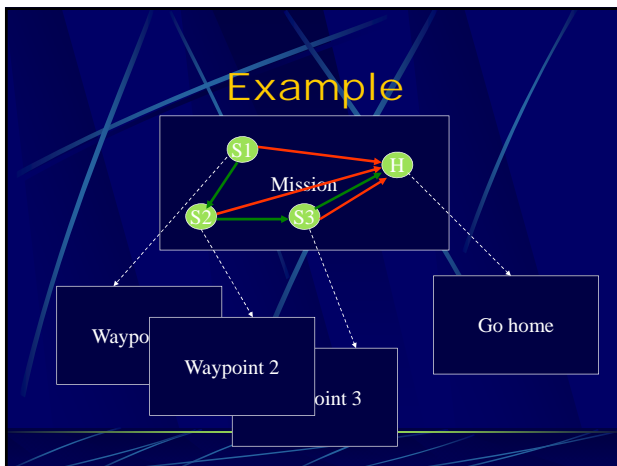 Example
S1
H
Mission
S2
S3
Go home
Waypo
Waypoint 2
oint 3